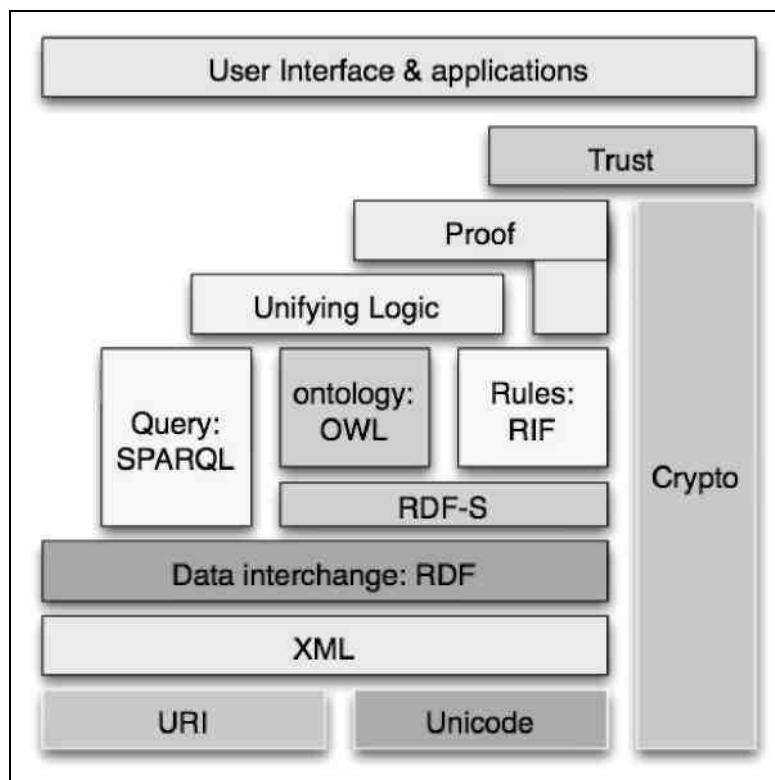 User Interface & applications
Trust
Proof
Unifying Logic
Query:
SPARQL
ontology:
OWL
Rules:
RIF
Crypto
RDF-S
Data interchange: RDF
XML
URI
Unicode